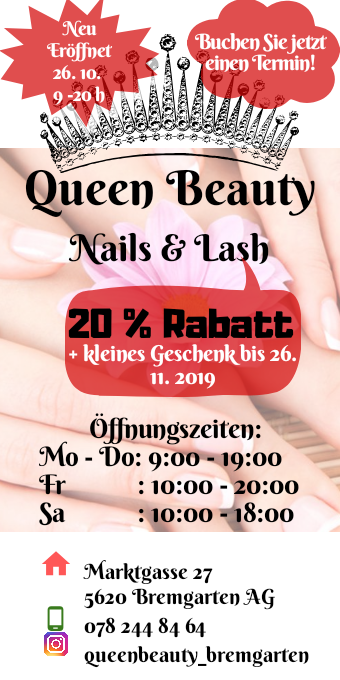 Neu
Eröffnet
26. 10.
9 -20 h
Buchen Sie jetzt
einen Termin!
Queen Beauty
Nails & Lash
20 % Rabatt
+ kleines Geschenk bis 26.
11. 2019
Öffnungszeiten:
Mo - Do: 9:00 - 19:00
Fr : 10:00 - 20:00
Sa : 10:00 - 18:00
Marktgasse 27
5620 Bremgarten AG
078 244 84 64
queenbeauty_bremgarten